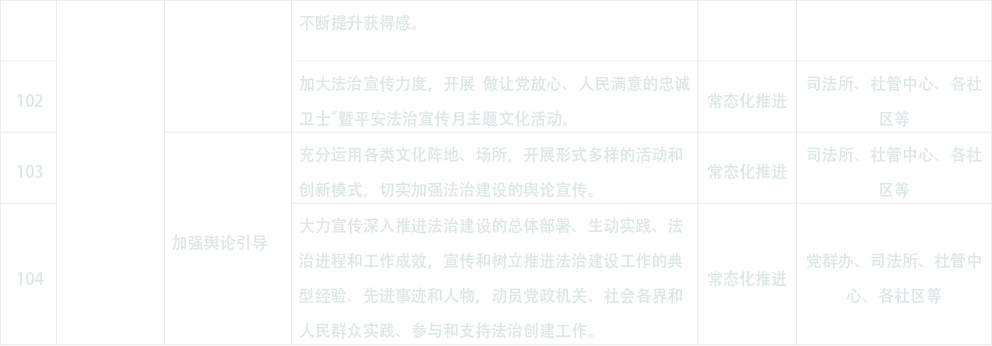 不断提升获得感。
102
加大法治宣传力度，开展 做让党放心、人民满意的忠诚
卫士"暨平安法治宣传月主题文化活动。
常态化推进
司法所、社管中心、各社
区等
103
加强舆论引导
充分运用各类文化阵地、场所，开展形式多样的活动和
创新模式，切实加强法治建设的舆论宣传。
常态化推进
司法所、社管中心、各社
区等
104
大力宣传深入推进法治建设的总体部署、生动实践、法
治进程和工作成效，宣传和树立推进法治建设工作的典
型经验、先进事迹和人物，动员党政机关、社会各界和
人民群众实践、参与和支持法治创建工作。
常态化推进
党群办、司法所、社管中
心、各社区等